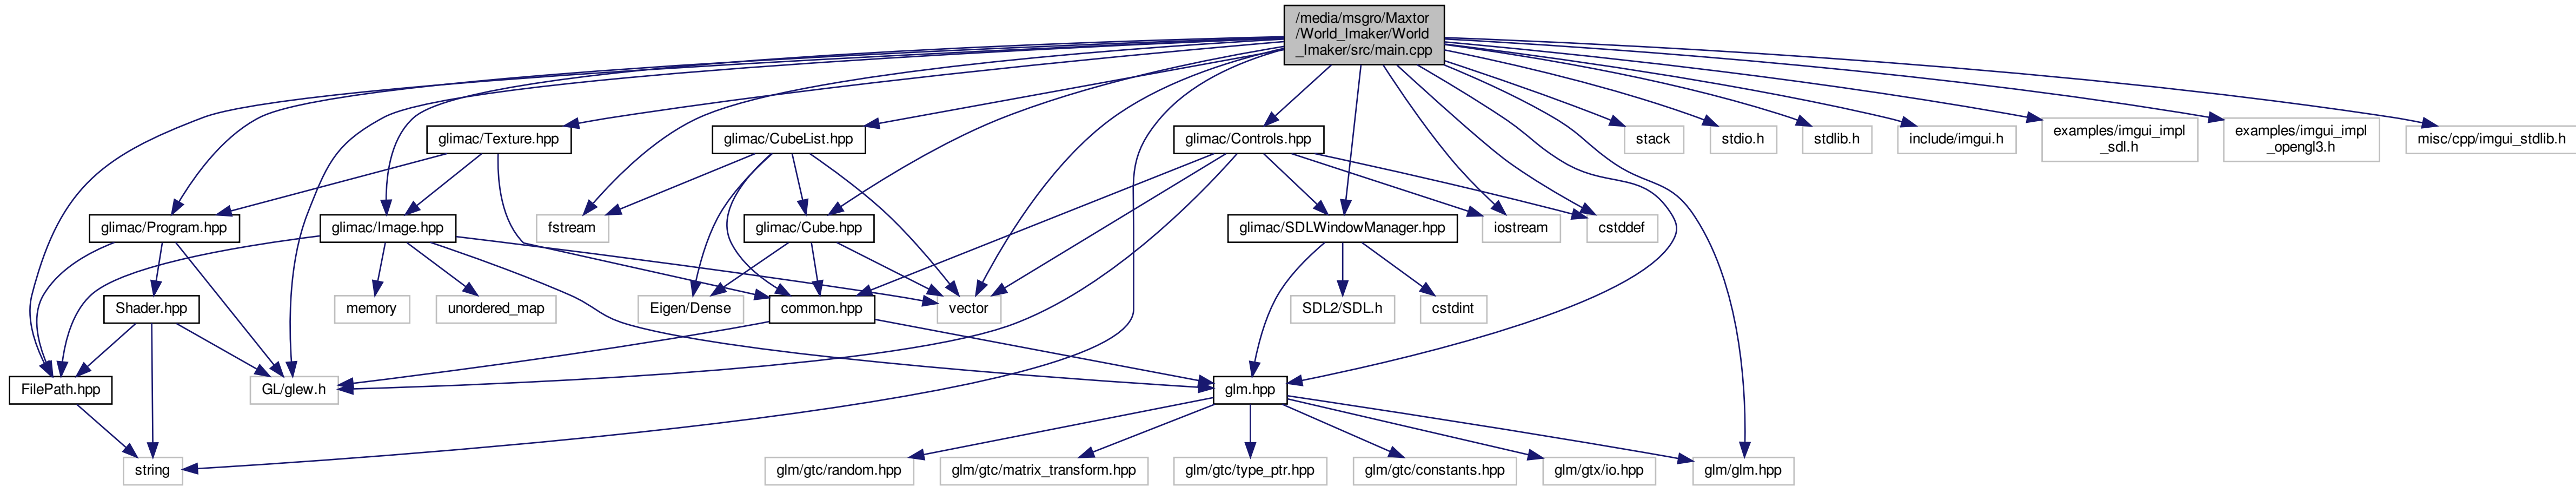 /media/msgro/Maxtor
/World_Imaker/World
_Imaker/src/main.cpp
glimac/Texture.hpp
glimac/CubeList.hpp
glimac/Controls.hpp
stack
stdio.h
stdlib.h
include/imgui.h
examples/imgui_impl
_sdl.h
examples/imgui_impl
_opengl3.h
misc/cpp/imgui_stdlib.h
glimac/Program.hpp
glimac/Image.hpp
fstream
glimac/Cube.hpp
glimac/SDLWindowManager.hpp
iostream
cstddef
Shader.hpp
memory
unordered_map
Eigen/Dense
common.hpp
vector
SDL2/SDL.h
cstdint
FilePath.hpp
GL/glew.h
glm.hpp
string
glm/gtc/random.hpp
glm/gtc/matrix_transform.hpp
glm/gtc/type_ptr.hpp
glm/gtc/constants.hpp
glm/gtx/io.hpp
glm/glm.hpp